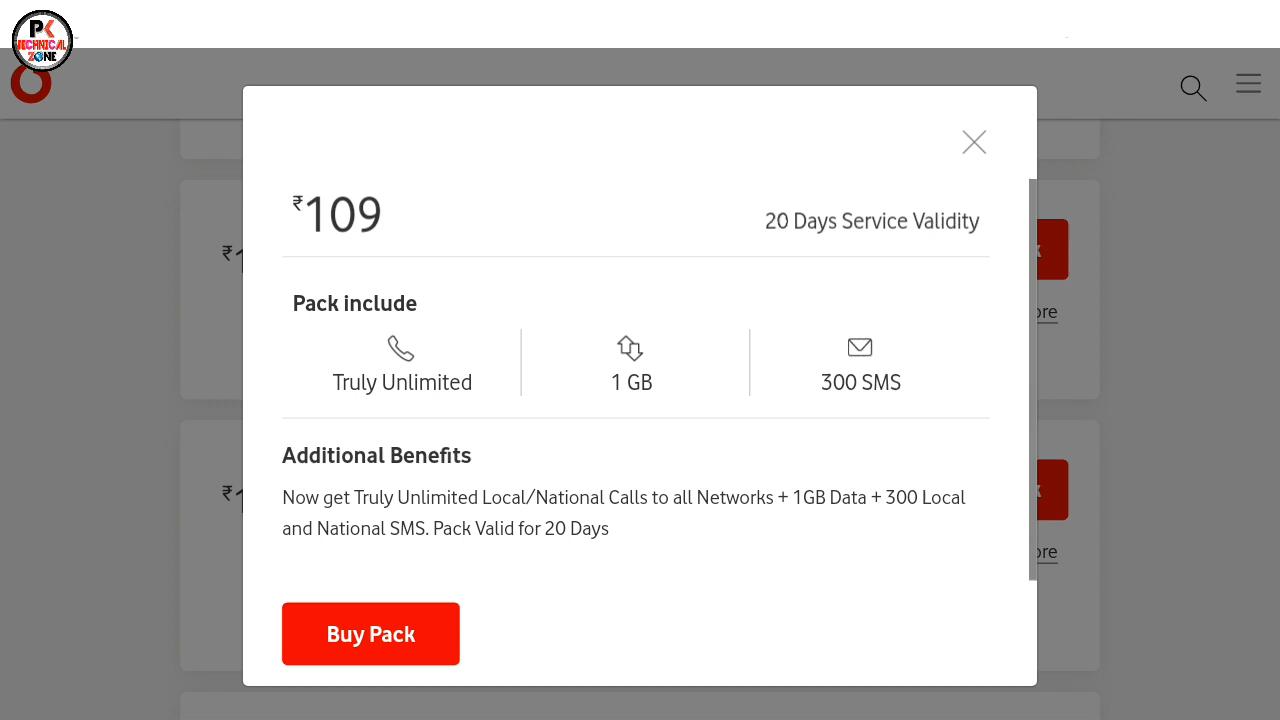 PK
TECHNICAL
ZONE
₹109
20 Days Service Validity
Pack include
Truly Unlimited
1 GB
300 SMS
Additional Benefits
Now get Truly Unlimited Local/National Calls to all Networks + 1GB Data + 300 Local
and National SMS. Pack Valid for 20 Days
Buy Pack